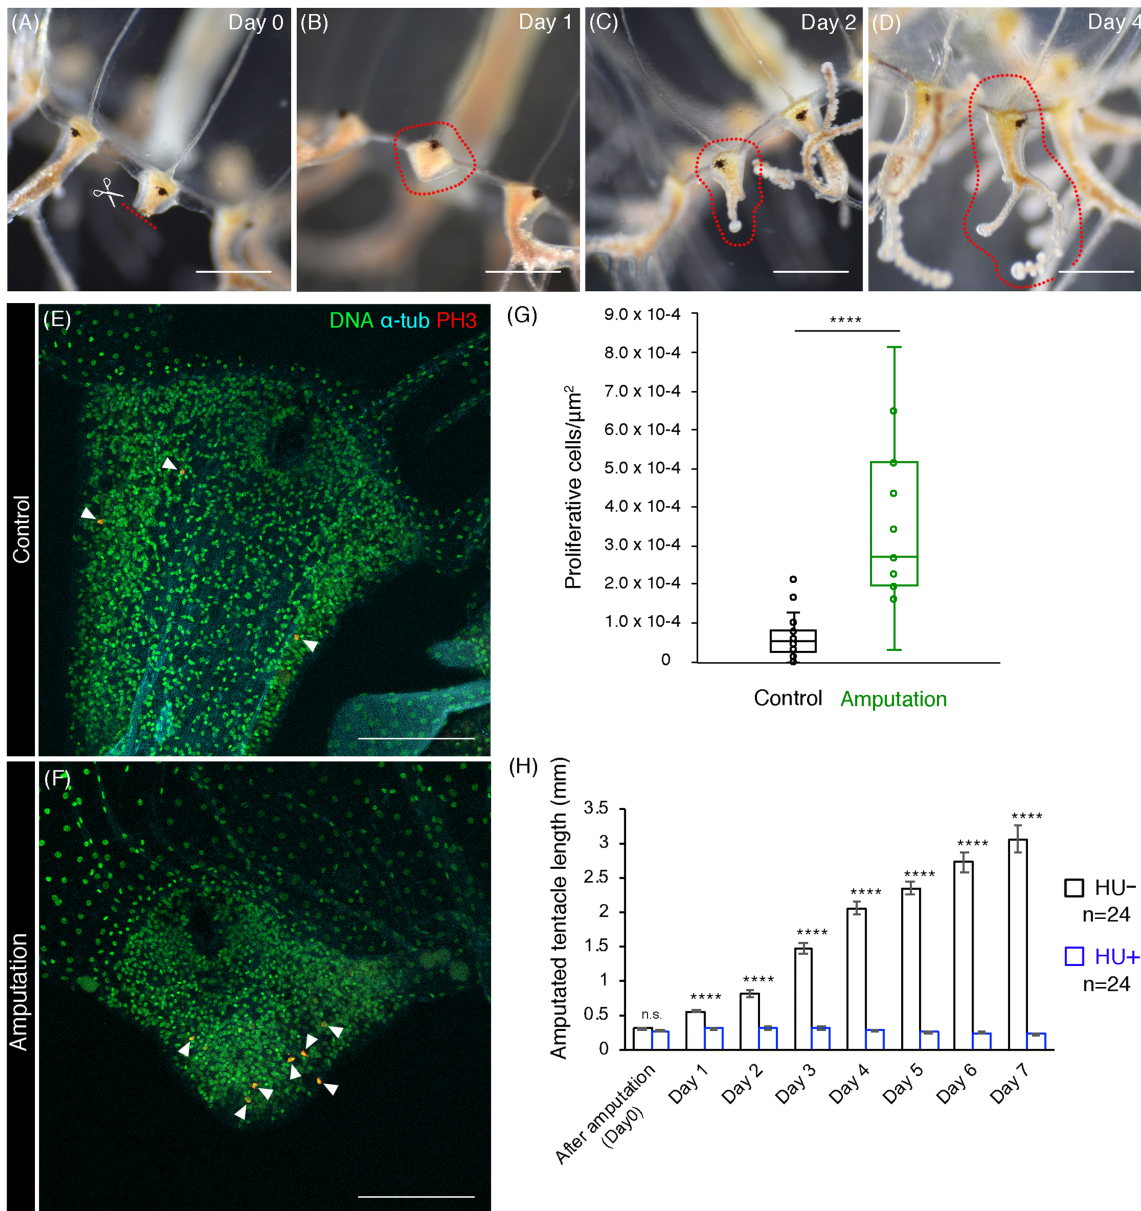 (A) Day 0
(B) Day 1
(C) Day 2
(D) Day 4
Control
(E) DNA α-tub PH3
Amputation
(F)
(G)
Proliferative cells/µm²
9.0 x 10-4
8.0 x 10-4
7.0 x 10-4
6.0 x 10-4
5.0 x 10-4
4.0 x 10-4
3.0 x 10-4
2.0 x 10-4
1.0 x 10-4
0
****
Control Amputation
(H)
Amputated tentacle length (mm)
3.5
3
2.5
2
1.5
1
0.5
0
n.s.
****
****
****
****
****
****
****
After amputation
(Day0)
Day 1
Day 2
Day 3
Day 4
Day 5
Day 6
Day 7
HU−
n=24
HU+
n=24